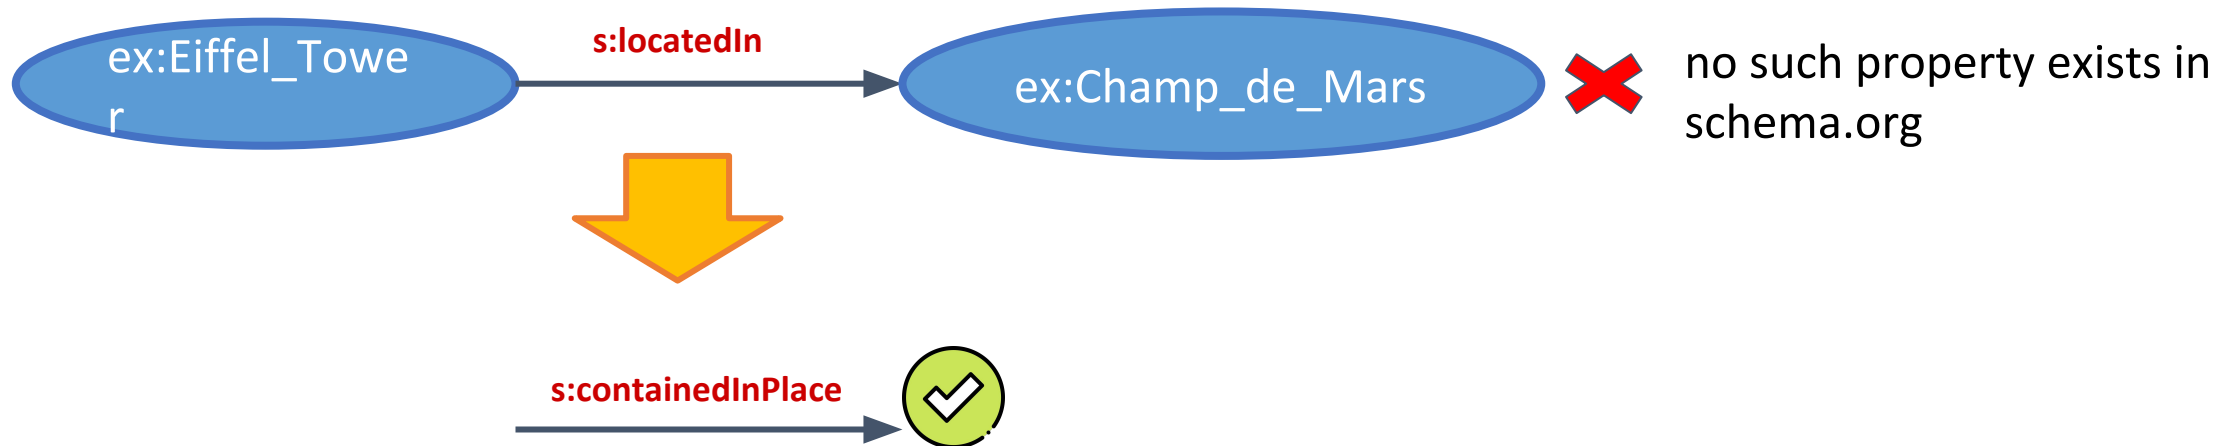 s:locatedIn
ex:Eiffel_Towe
r
ex:Champ_de_Mars
no such property exists in
schema.org
s:containedInPlace